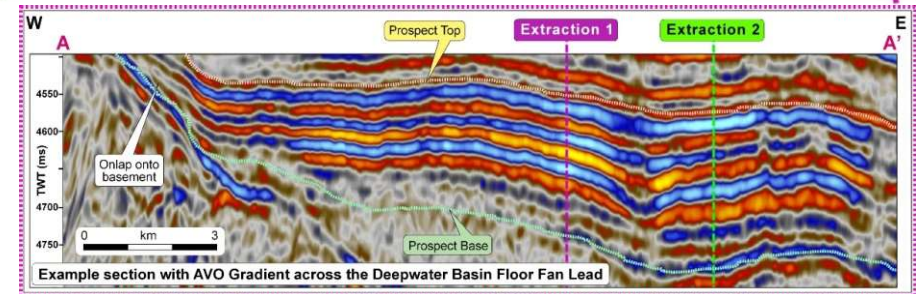 W
E
A
A'
Prospect Top
Extraction 1
Extraction 2
4550
4600
4700
4750
TWT (ms)
Onlap onto
basement
0 km 3
Prospect Base
Example section with AVO Gradient across the Deepwater Basin Floor Fan Lead